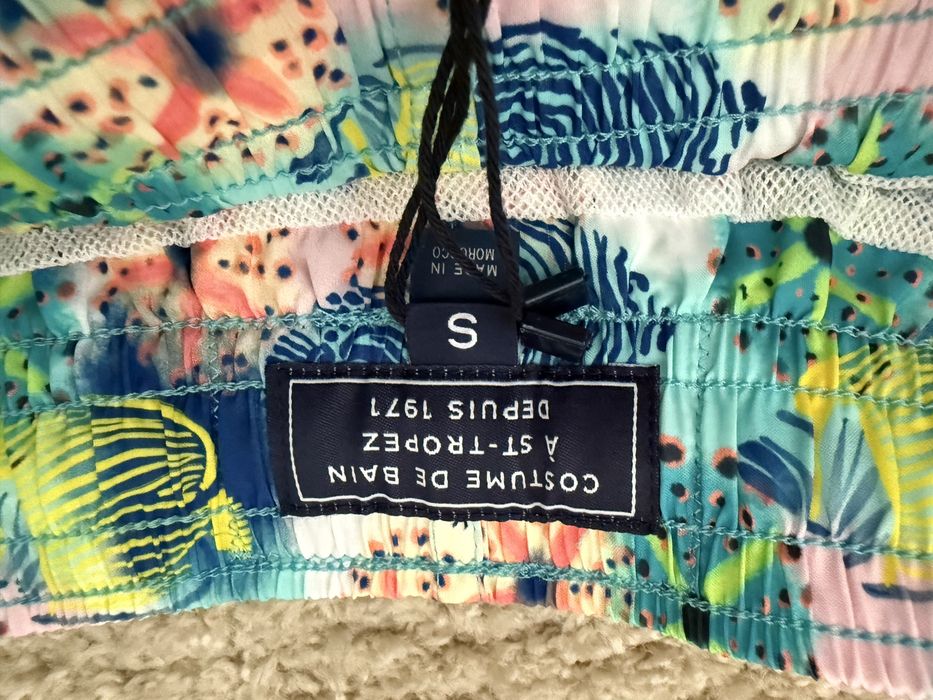 COSTUME DE BAIN
À ST-TROPEZ
DEPUIS 1971
S
MADE IN
MOROCCO